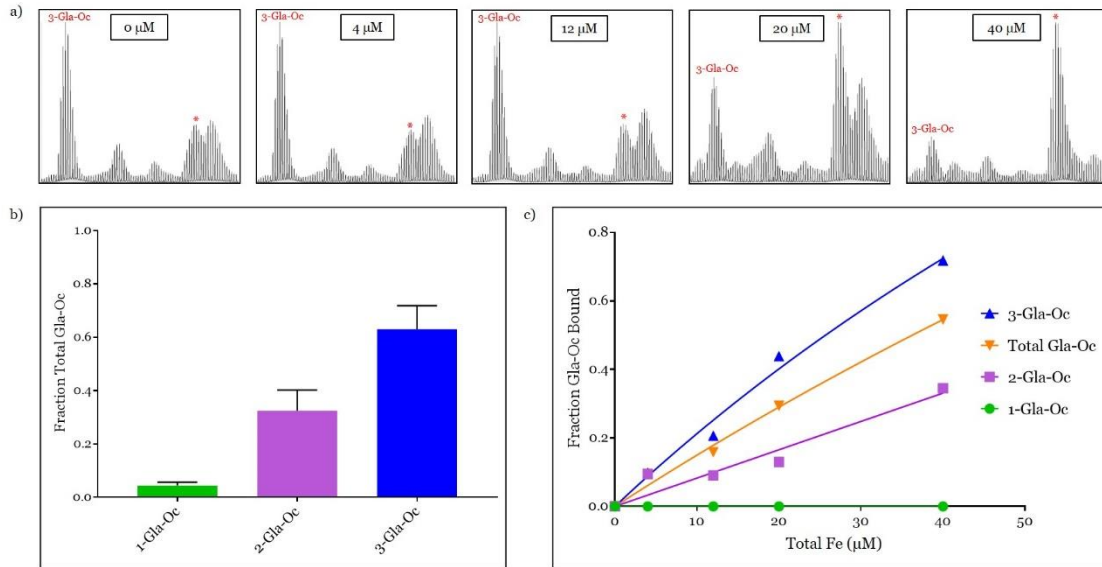 a)
3-Gla-Oc
0 µM
*
3-Gla-Oc
4 µM
*
3-Gla-Oc
12 µM
*
3-Gla-Oc
20 µM
*
3-Gla-Oc
40 µM
*
b)
Fraction Total Gla-Oc
1.0
0.8
0.6
0.4
0.2
0.0
1-Gla-Oc
2-Gla-Oc
3-Gla-Oc
c)
Fraction Gla-Oc Bound
0.8
0.6
0.4
0.2
0.0
0
10
20
30
40
50
Total Fe (µM)
3-Gla-Oc
Total Gla-Oc
2-Gla-Oc
1-Gla-Oc